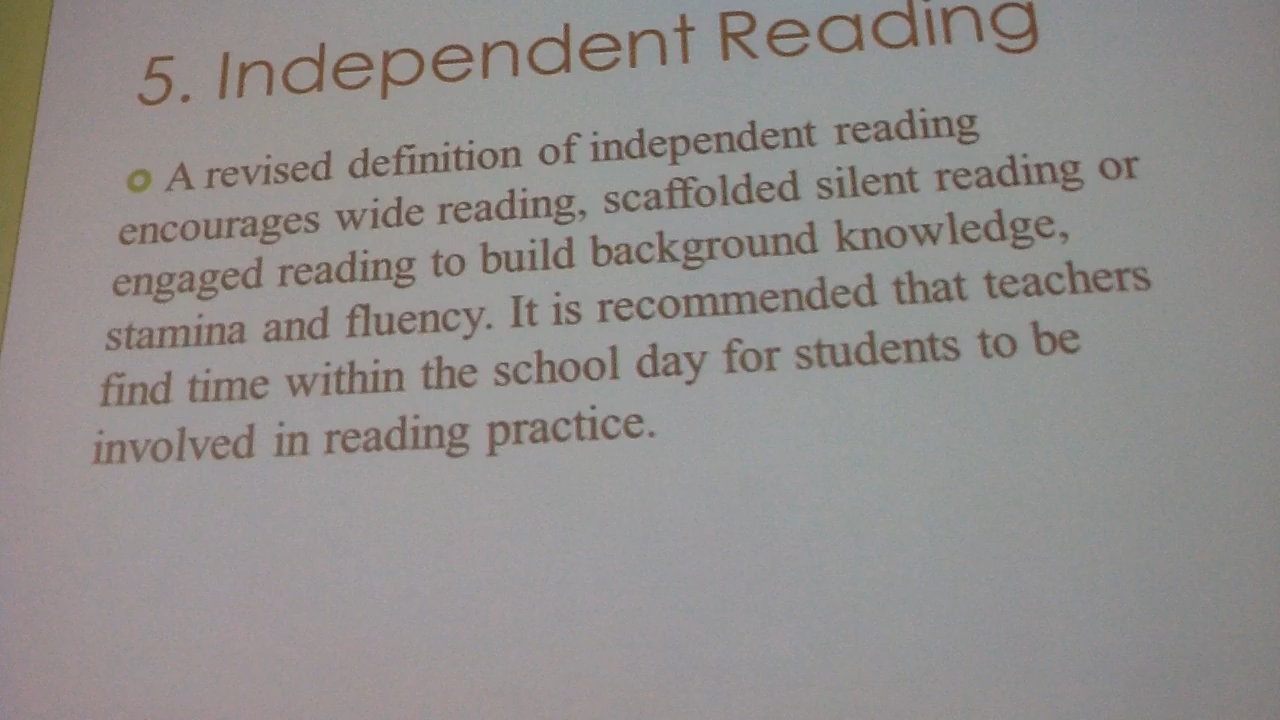 5. Independent Reading
A revised definition of independent reading
encourages wide reading, scaffolded silent reading or
engaged reading to build background knowledge,
stamina and fluency. It is recommended that teachers
find time within the school day for students to be
involved in reading practice.